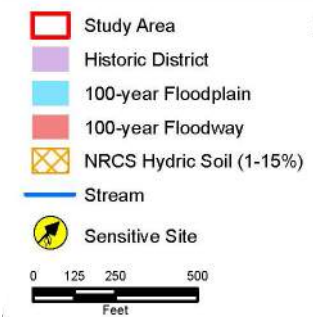 Study Area
Historic District
100-year Floodplain
100-year Floodway
NRCS Hydric Soil (1-15%)
Stream
Sensitive Site
0 125 250 500
Feet